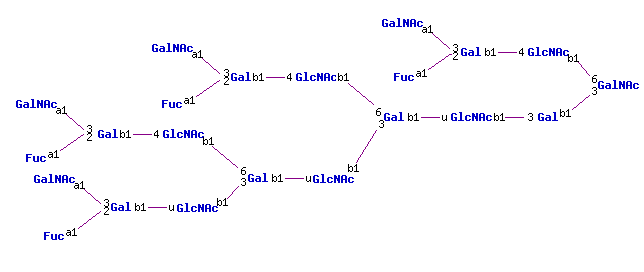 GalNAc a1
3 2 Gal b1 4 GlcNAc b1
Fuc a1
6 3 GalNAc
GalNAc a1
3 2 Gal b1 4 GlcNAc b1
Fuc a1
6 3 Gal b1 u GlcNAc b1 3 Gal b1
GalNAc a1
3 2 Gal b1 4 GlcNAc b1
Fuc a1
6 3 Gal b1 u GlcNAc b1
GalNAc a1
3 2 Gal b1 u GlcNAc b1
Fuc a1